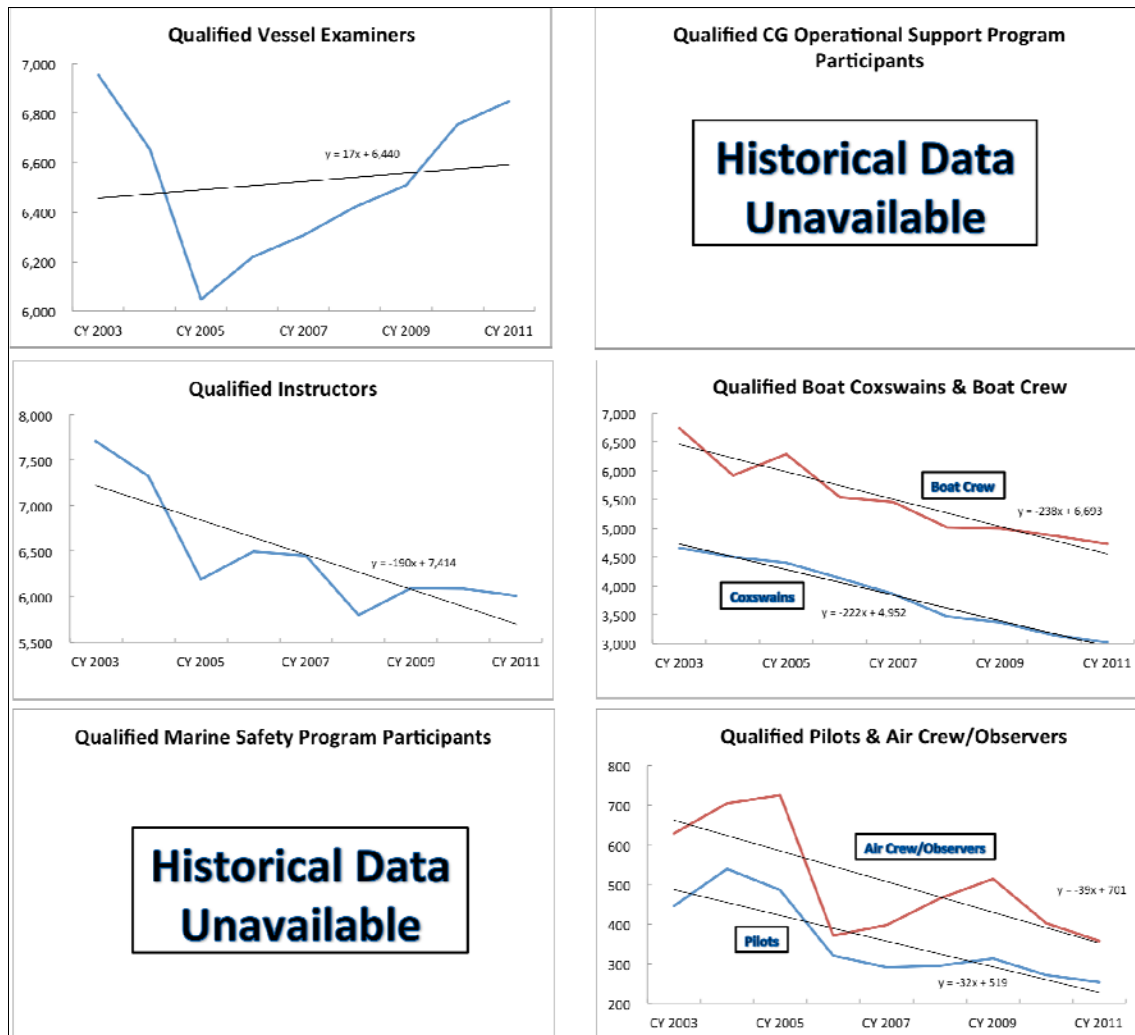 Qualified Vessel Examiners
7,000
6,800
6,600
6,400
6,200
6,000
y = 17x + 6,440
CY 2003
CY 2005
CY 2007
CY 2009
CY 2011
Qualified CG Operational Support Program
Participants
Historical Data
Unavailable
Qualified Instructors
8,000
7,500
7,000
6,500
6,000
5,500
y = -190x + 7,414
CY 2003
CY 2005
CY 2007
CY 2009
CY 2011
Qualified Boat Coxswains & Boat Crew
7,000
6,500
6,000
5,500
5,000
4,500
4,000
3,500
3,000
Boat Crew
y = -238x + 6,693
Coxswains
y = -222x + 4,952
CY 2003
CY 2005
CY 2007
CY 2009
CY 2011
Qualified Marine Safety Program Participants
Historical Data
Unavailable
Qualified Pilots & Air Crew/Observers
800
700
600
500
400
300
200
Air Crew/Observers
y = -39x + 701
Pilots
y = -32x + 519
CY 2003
CY 2005
CY 2007
CY 2009
CY 2011